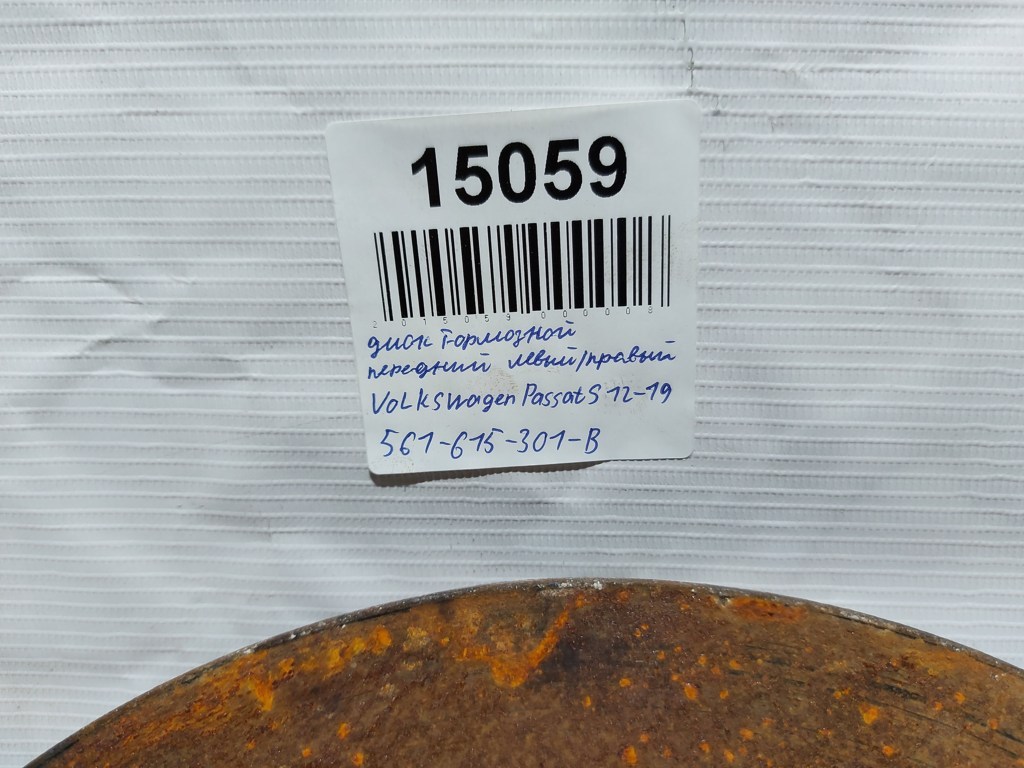 15059
2015059000008
диск тормозной
передний левый/правый
Volkswagen Passat S 12-19
561-615-301-B